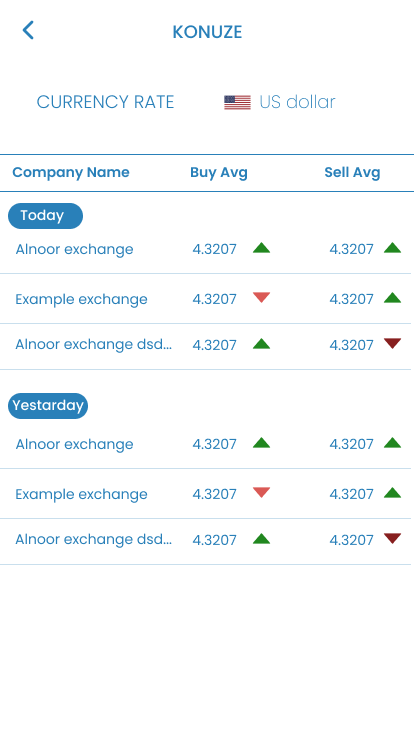 KONUZE
CURRENCY RATE US dollar
Company Name Buy Avg Sell Avg
Today
Alnoor exchange 4.3207 4.3207
Example exchange 4.3207 4.3207
Alnoor exchange dsd... 4.3207 4.3207
Yestarday
Alnoor exchange 4.3207 4.3207
Example exchange 4.3207 4.3207
Alnoor exchange dsd... 4.3207 4.3207